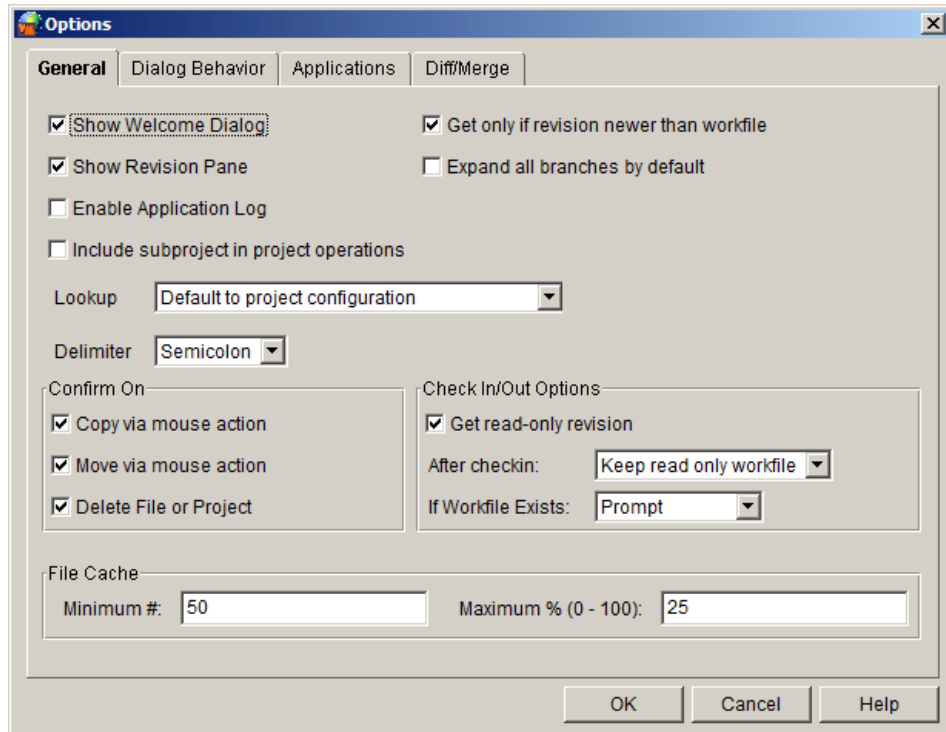 Options
General Dialog Behavior Applications Diff/Merge
Show Welcome Dialog Get only if revision newer than workfile
Show Revision Pane Expand all branches by default
Enable Application Log
Include subproject in project operations
Lookup Default to project configuration
Delimiter Semicolon
Confirm On
Copy via mouse action
Move via mouse action
Delete File or Project
Check In/Out Options
Get read-only revision
After checkin: Keep read only workfile
If Workfile Exists: Prompt
File Cache
Minimum #: 50 Maximum % (0 - 100): 25
OK Cancel Help